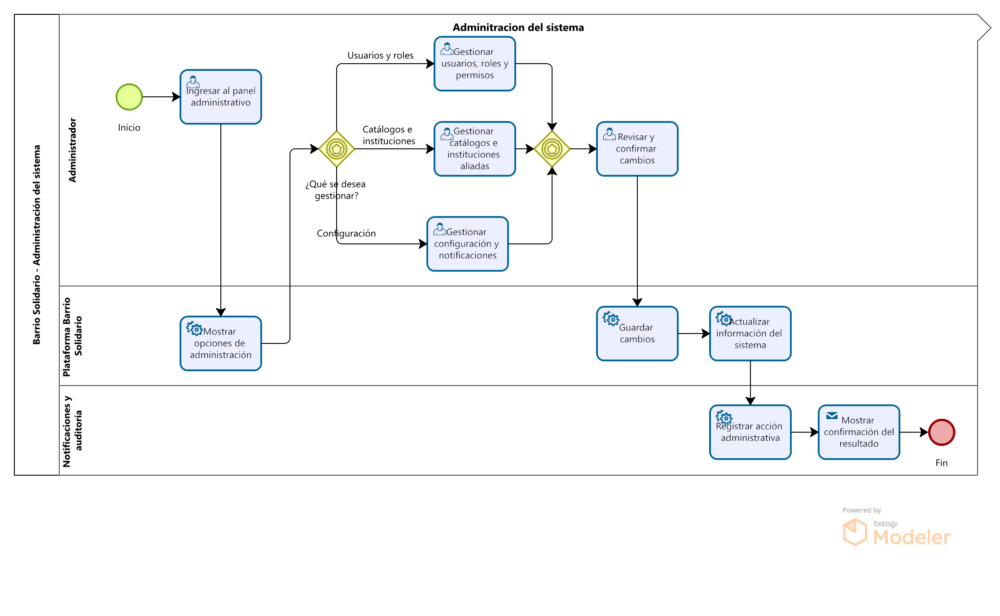 Adminitracion del sistema
Barrio Solidario - Administración del sistema
Administrador
Inicio
Ingresar al panel
administrativo
Usuarios y roles
Gestionar
usuarios, roles y
permisos
Catálogos e
instituciones
Gestionar
catálogos e
instituciones
aliadas
¿Qué se desea
gestionar?
Configuración
Gestionar
configuración y
notificaciones
Revisar y
confirmar
cambios
Plataforma Barrio
Solidario
Mostrar
opciones de
administración
Guardar
cambios
Actualizar
información del
sistema
Notificaciones y
auditoría
Registrar acción
administrativa
Mostrar
confirmación del
resultado
Fin
Powered by
bizagi
Modeler